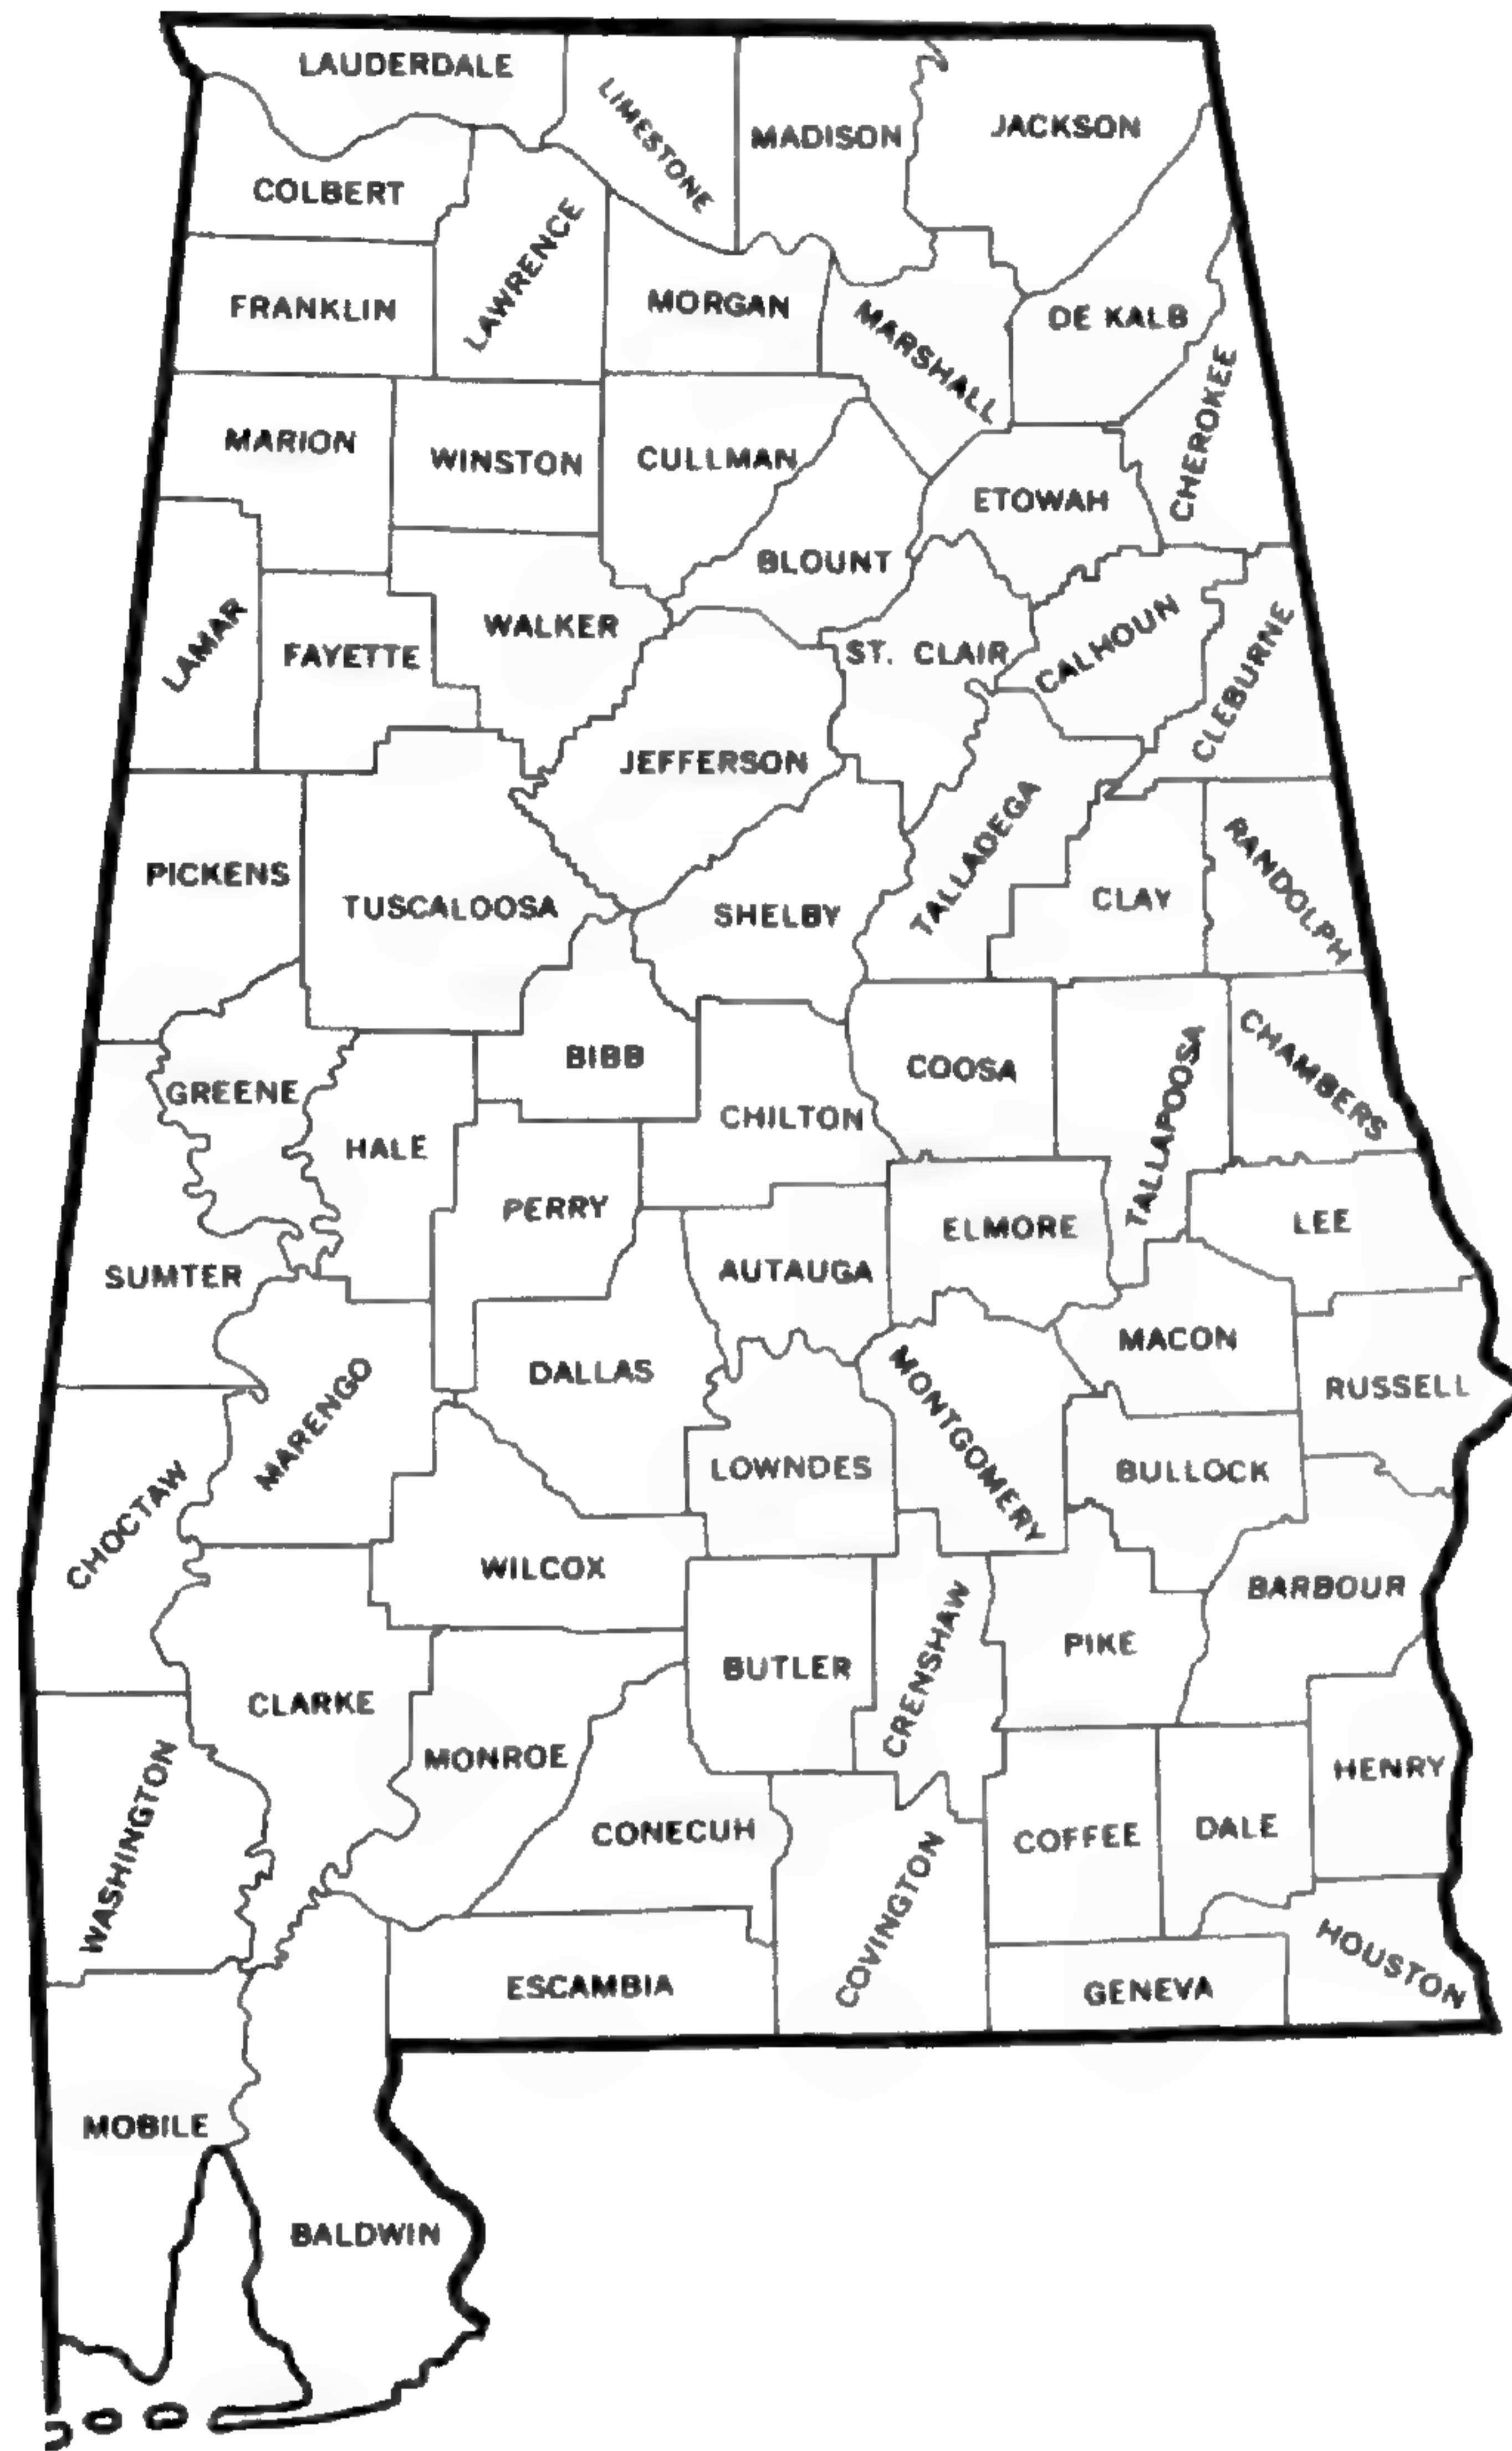 LAUDERDALE
LIMESTONE
MADISON
JACKSON
COLBERT
LAWRENCE
FRANKLIN
MORGAN
MARSHALL
DE KALB
CHEROKEE
MARION
WINSTON
CULLMAN
ETOWAH
BLOUNT
LAMAR
FAYETTE
WALKER
ST. CLAIR
CALHOUN
CLEBURNE
JEFFERSON
TALLADEGA
PICKENS
TUSCALOOSA
SHELBY
CLAY
RANDOLPH
GREENE
HALE
BIBB
CHILTON
COOSA
TALLAPOOSA
CHAMBERS
PERRY
SUMTER
AUTAUGA
ELMORE
LEE
MARENGO
DALLAS
MONTGOMERY
MACON
RUSSELL
CHOCTAW
LOWNDES
BULLOCK
WILCOX
BARBOUR
CLARKE
BUTLER
CRENSHAW
PIKE
WASHINGTON
MONROE
CONECUH
COVINGTON
COFFEE
DALE
HENRY
ESCAMBIA
GENEVA
HOUSTON
MOBILE
BALDWIN